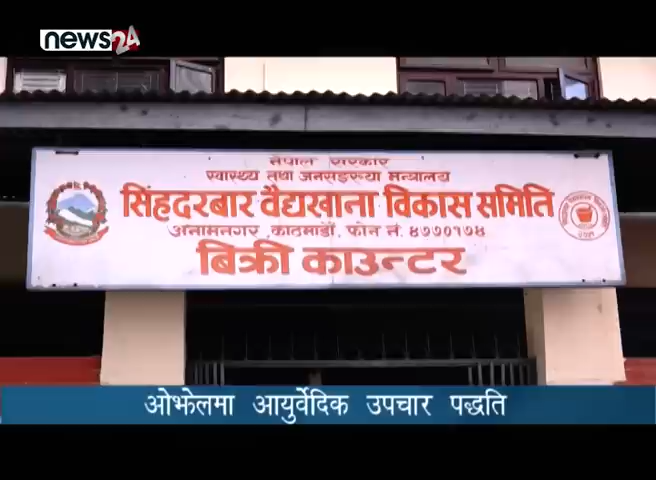 news24
नेपाल सरकार
स्वास्थ्य तथा जनसङ्ख्या मन्त्रालय
सिंहदरबार वैद्यखाना विकास समिति
अनामनगर, काठमाडौं, फोन नं. ४७७०१७४
बिक्री काउन्टर
ओझेलमा आयुर्वेदिक उपचार पद्धति